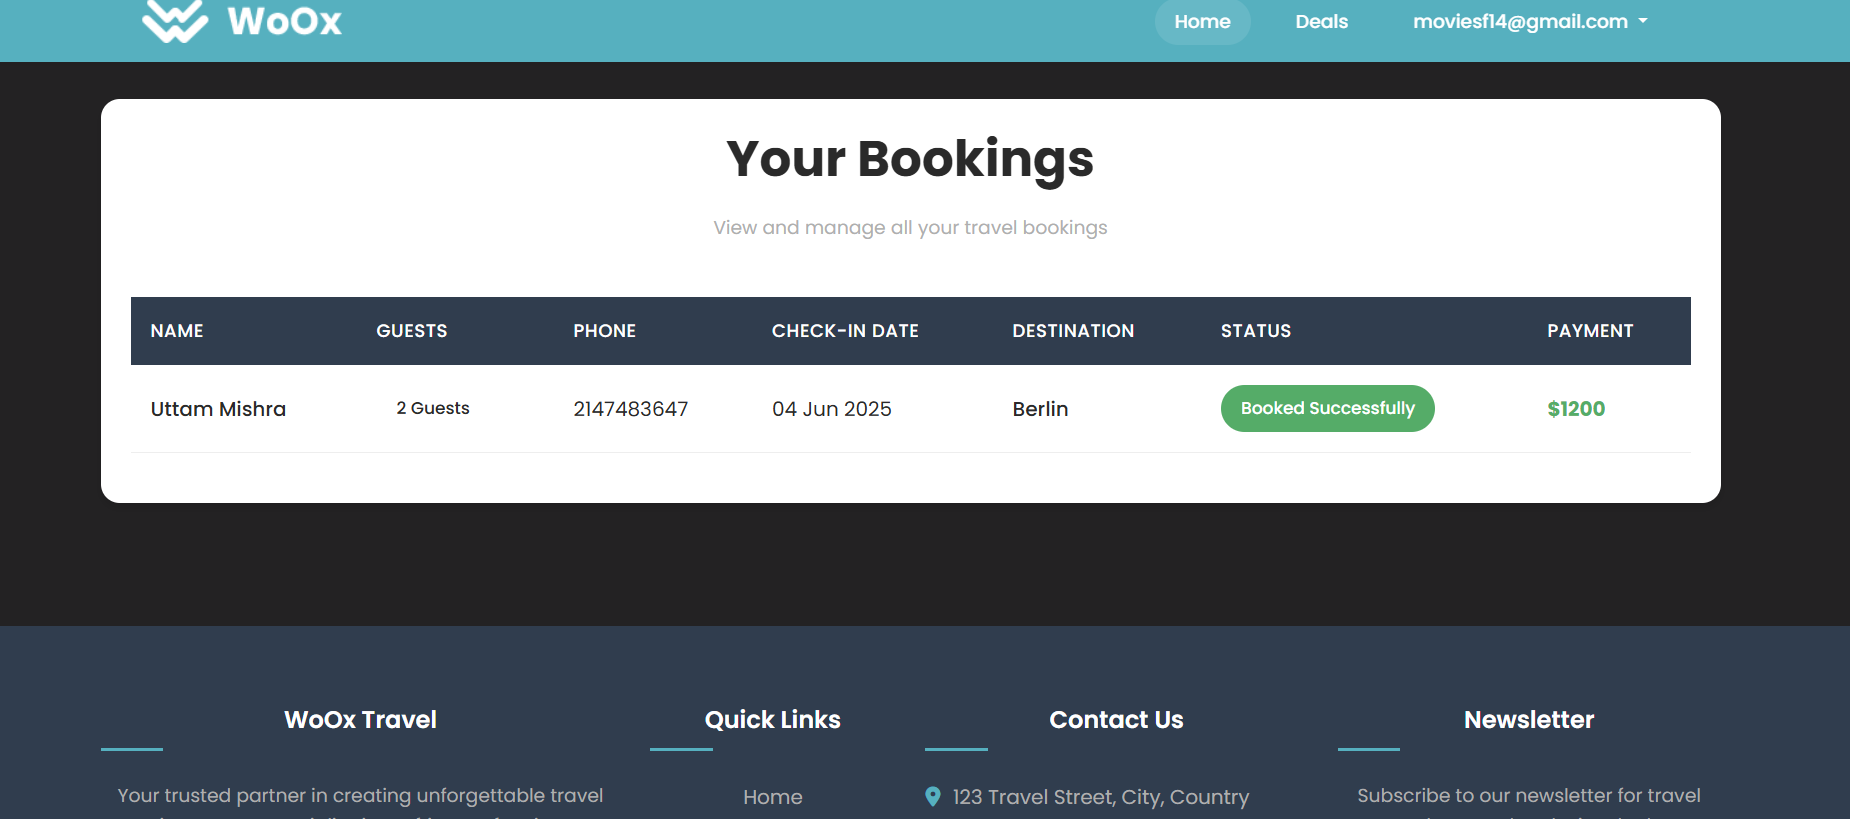 WoOx
Home
Deals
moviesf14@gmail.com
Your Bookings
View and manage all your travel bookings
NAME GUESTS PHONE CHECK-IN DATE DESTINATION STATUS PAYMENT
Uttam Mishra 2 Guests 2147483647 04 Jun 2025 Berlin Booked Successfully $1200
WoOx Travel
Your trusted partner in creating unforgettable travel
Quick Links
Home
Contact Us
123 Travel Street, City, Country
Newsletter
Subscribe to our newsletter for travel